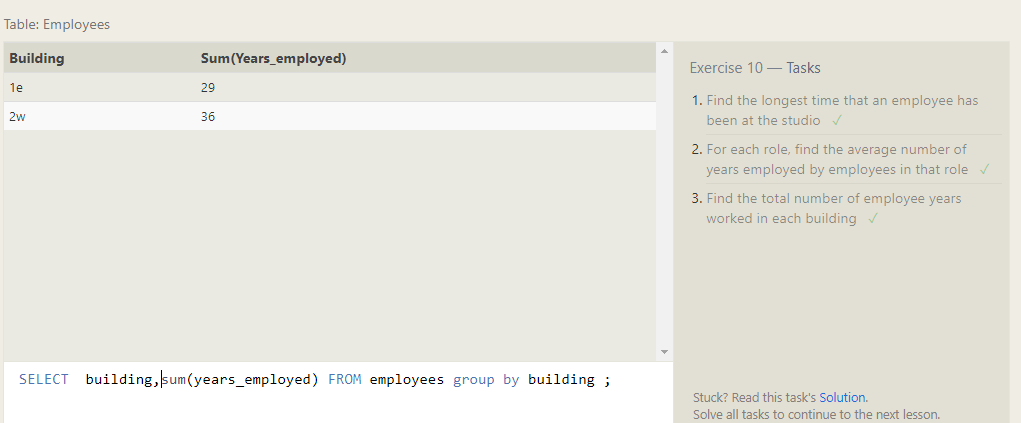 Table: Employees
Building Sum(Years_employed)
1e 29
2w 36
SELECT  building,sum(years_employed) FROM employees group by building ;
Exercise 10 — Tasks
1. Find the longest time that an employee has
been at the studio ✓
2. For each role, find the average number of
years employed by employees in that role ✓
3. Find the total number of employee years
worked in each building ✓
Stuck? Read this task's Solution.
Solve all tasks to continue to the next lesson.